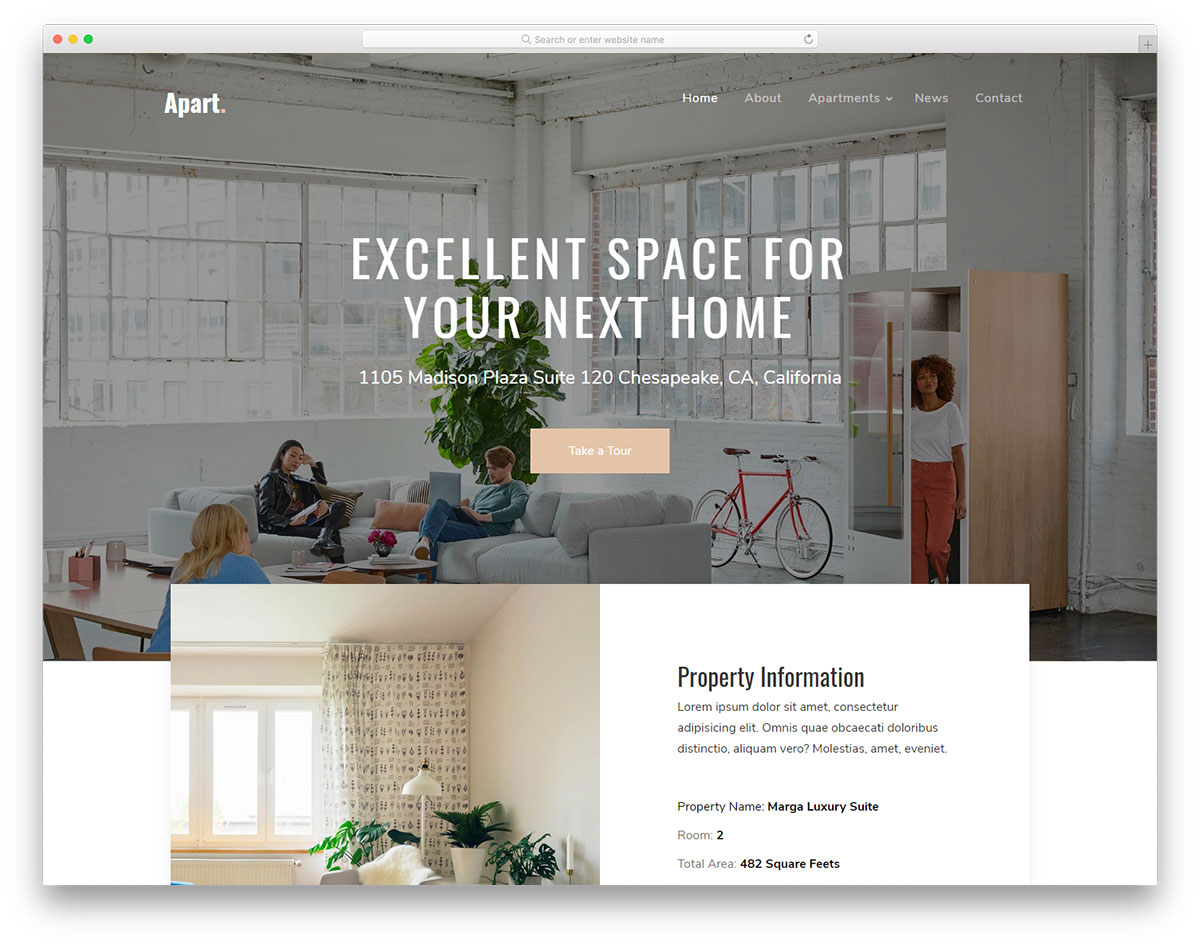 Search or enter website name
Apart.
Home About Apartments News Contact
EXCELLENT SPACE FOR
YOUR NEXT HOME
1105 Madison Plaza Suite 120 Chesapeake, CA, California
Take a Tour
Property Information
Lorem ipsum dolor sit amet, consectetur
adipisicing elit. Omnis quae obcaecati doloribus
distinctio, aliquam vero? Molestias, amet, eveniet.
Property Name: Marga Luxury Suite
Room: 2
Total Area: 482 Square Feets